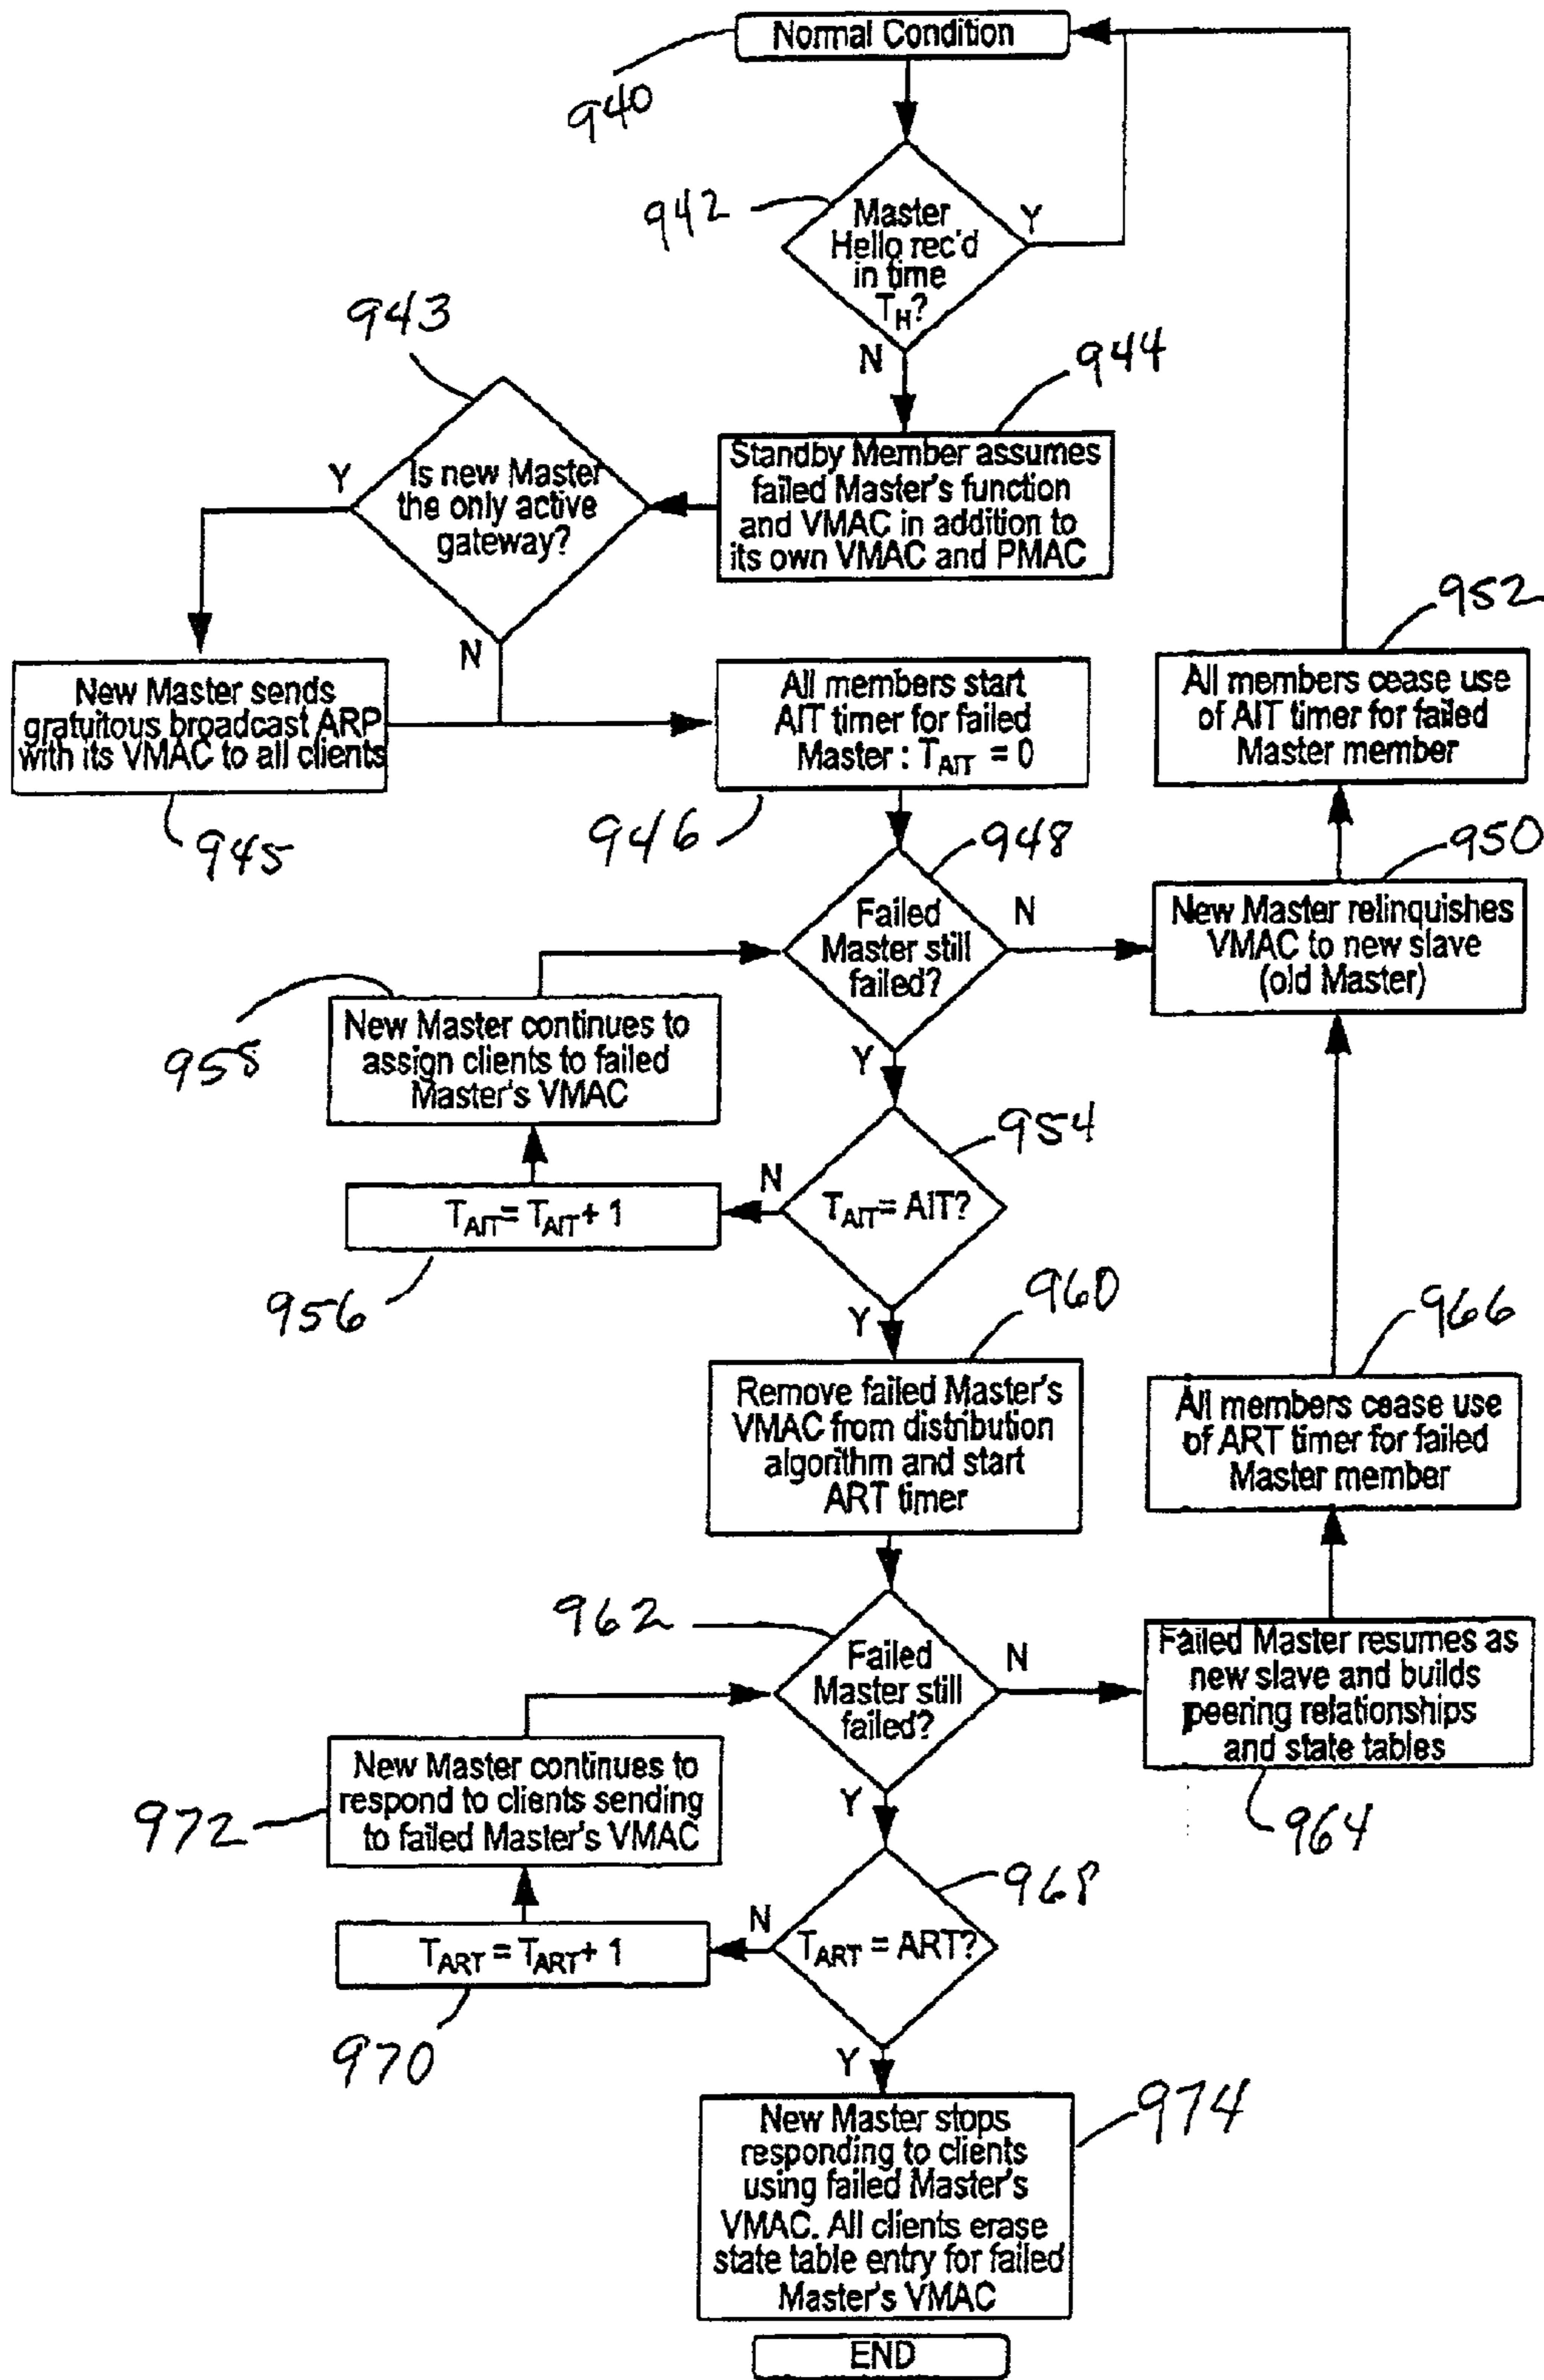 Normal Condition
940
942
Master
Hello rec'd
in time
T_H?
Y
N
943
944
Is new Master
the only active
gateway?
Y
N
Standby Member assumes
failed Master's function
and VMAC in addition to
its own VMAC and PMAC
952
New Master sends
gratuitous broadcast ARP
with its VMAC to all clients
945
All members start
AIT timer for failed
Master : T_AIT = 0
946
All members cease use
of AIT timer for failed
Master member
948
950
Failed
Master still
failed?
N
Y
New Master relinquishes
VMAC to new slave
(old Master)
958
New Master continues to
assign clients to failed
Master's VMAC
954
T_AIT = AIT?
N
Y
T_AIT = T_AIT + 1
956
960
966
Remove failed Master's
VMAC from distribution
algorithm and start
ART timer
All members cease use
of ART timer for failed
Master member
962
Failed
Master still
failed?
N
Y
Failed Master resumes as
new slave and builds
peering relationships
and state tables
964
New Master continues to
respond to clients sending
to failed Master's VMAC
972
968
T_ART = ART?
N
Y
T_ART = T_ART + 1
970
974
New Master stops
responding to clients
using failed Master's
VMAC. All clients erase
state table entry for failed
Master's VMAC
END